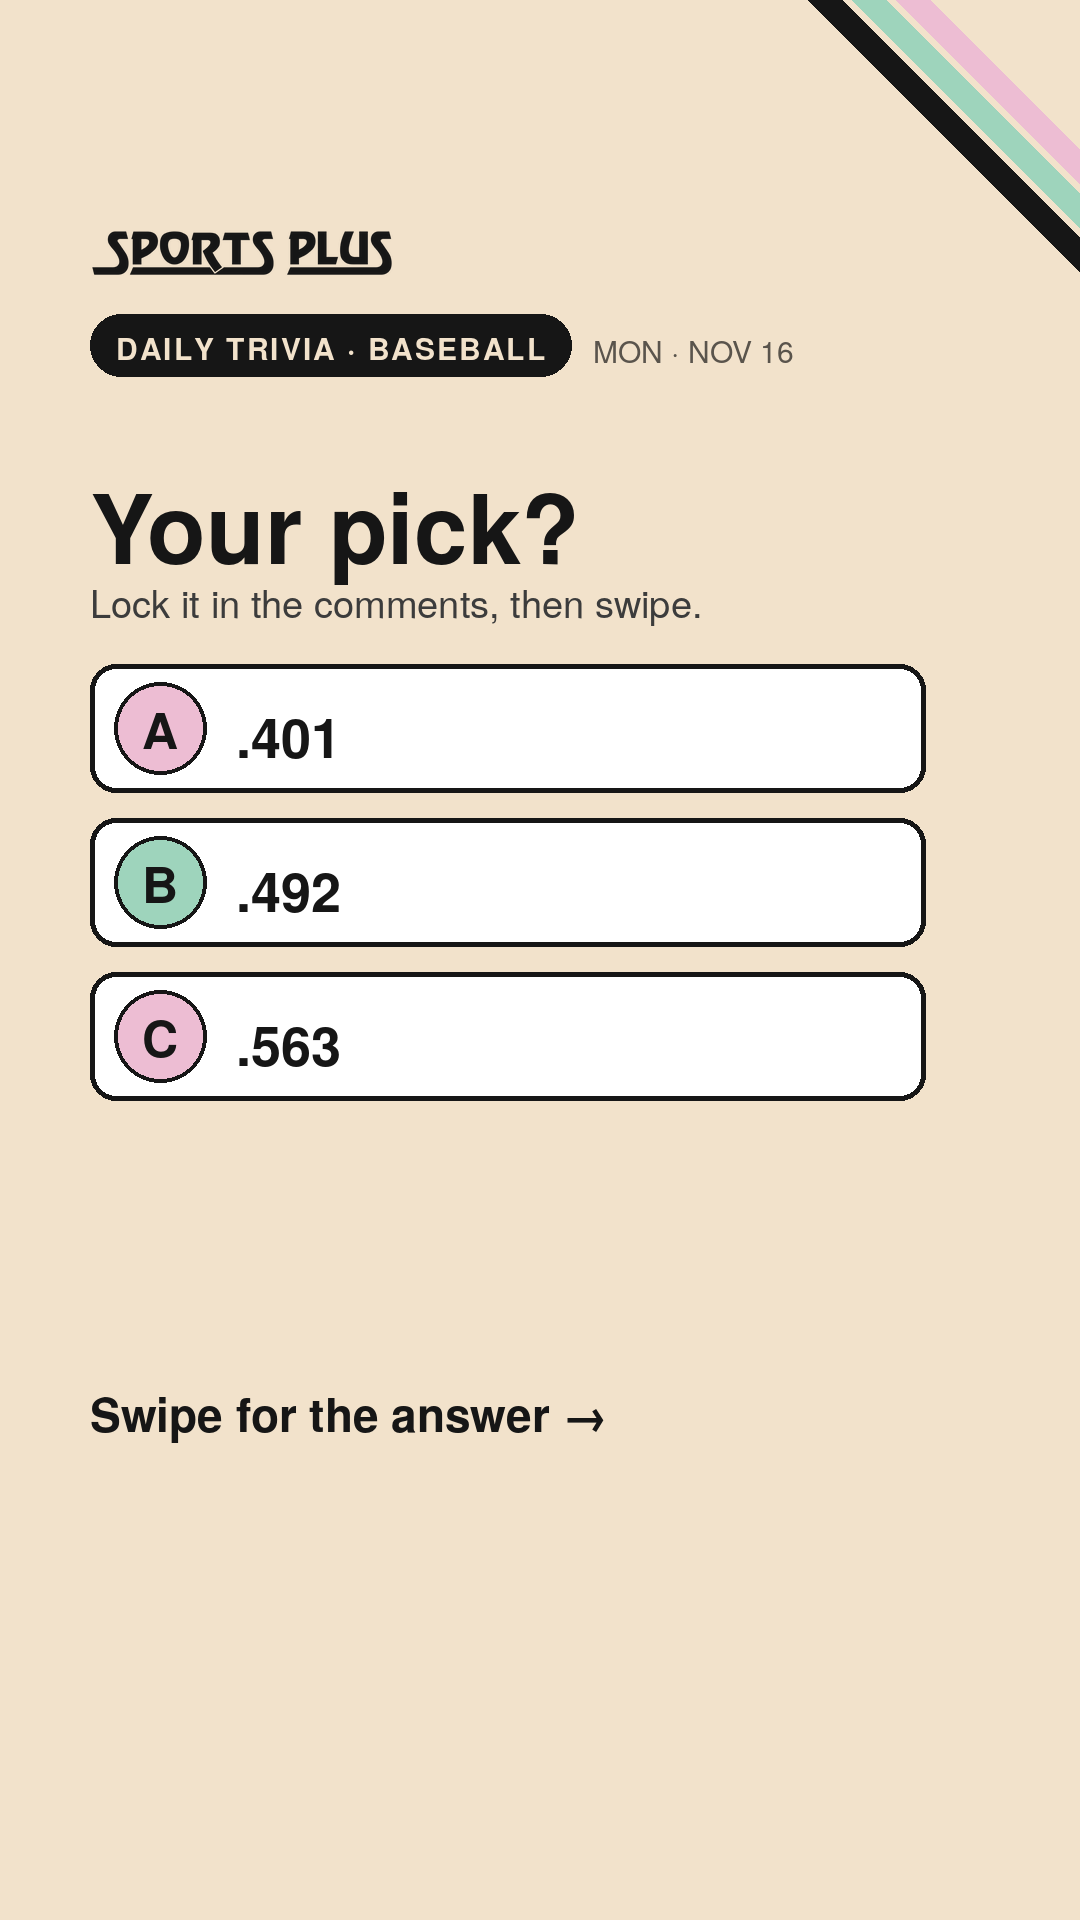 SPORTS PLUS
DAILY TRIVIA · BASEBALL MON · NOV 16
Your pick?
Lock it in the comments, then swipe.
A .401
B .492
C .563
Swipe for the answer →